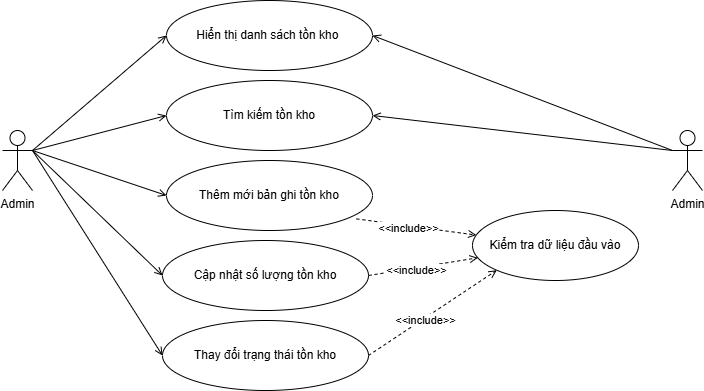 Hiển thị danh sách tồn kho
Tìm kiếm tồn kho
Admin
Admin
Thêm mới bản ghi tồn kho
<<include>>
Kiểm tra dữ liệu đầu vào
Cập nhật số lượng tồn kho
<<include>>
<<include>>
Thay đổi trạng thái tồn kho